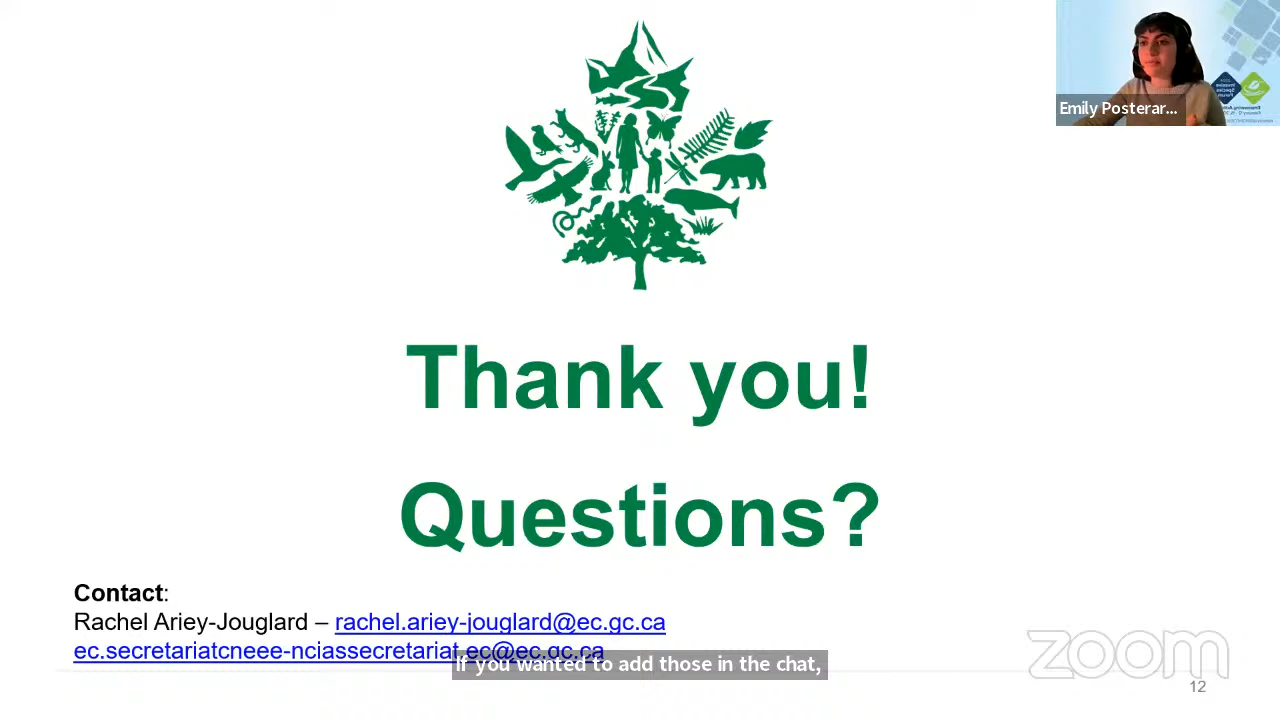 Emily Posterar...
Thank you!
Questions?
Contact:
Rachel Ariey-Jouglard – rachel.ariey-jouglard@ec.gc.ca
ec.secretariatcneee-nciassecretariat.ec@ec.gc.ca
If you wanted to add those in the chat,
zoom
12